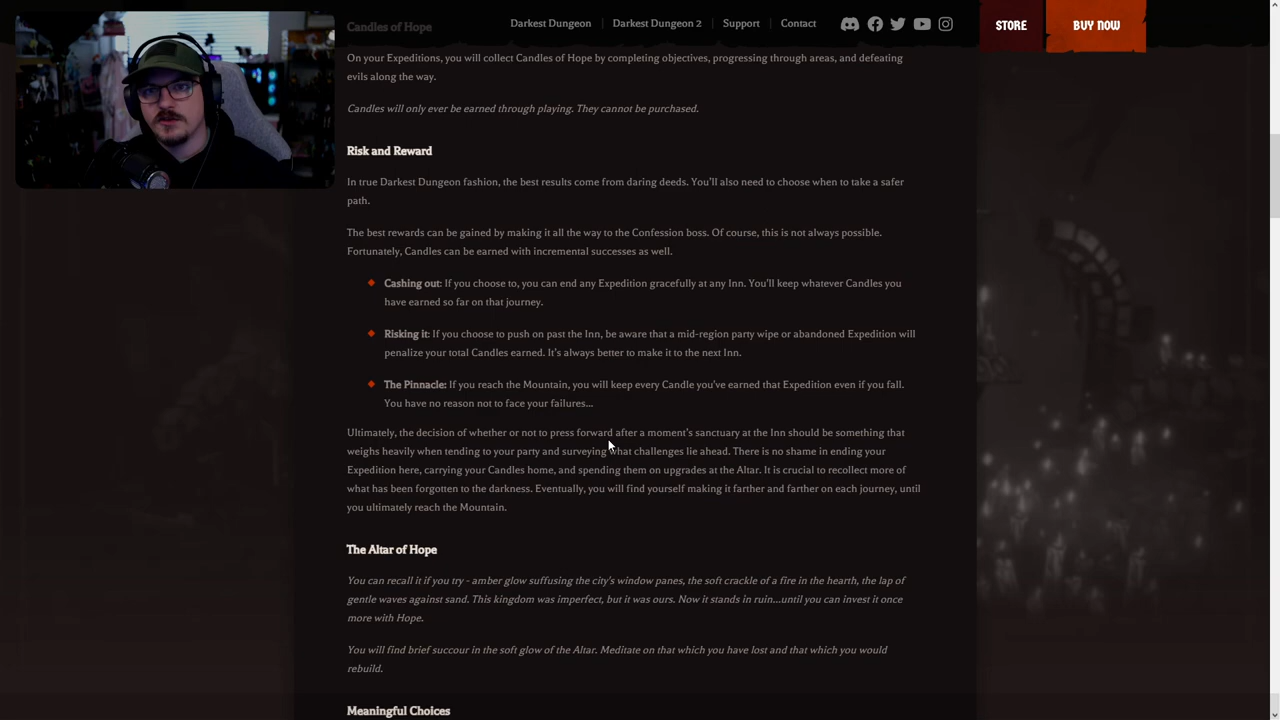 Candles of Hope
Darkest Dungeon
Darkest Dungeon 2
Support
Contact
STORE
BUY NOW
On your Expeditions, you will collect Candles of Hope by completing objectives, progressing through areas, and defeating
evils along the way.
Candles will only ever be earned through playing. They cannot be purchased.
Risk and Reward
In true Darkest Dungeon fashion, the best results come from daring deeds. You'll also need to choose when to take a safer
path.
The best rewards can be gained by making it all the way to the Confession boss. Of course, this is not always possible.
Fortunately, Candles can be earned with incremental successes as well.
Cashing out: If you choose to, you can end any Expedition gracefully at any Inn. You'll keep whatever Candles you
have earned so far on that journey.
Risking it: If you choose to push on past the Inn, be aware that a mid-region party wipe or abandoned Expedition will
penalize your total Candles earned. It's always better to make it to the next Inn.
The Pinnacle: If you reach the Mountain, you will keep every Candle you've earned that Expedition even if you fall.
You have no reason not to face your failures...
Ultimately, the decision of whether or not to press forward after a moment's sanctuary at the Inn should be something that
weighs heavily when tending to your party and surveying what challenges lie ahead. There is no shame in ending your
Expedition here, carrying your Candles home, and spending them on upgrades at the Altar. It is crucial to recollect more of
what has been forgotten to the darkness. Eventually, you will find yourself making it farther and farther on each journey, until
you ultimately reach the Mountain.
The Altar of Hope
You can recall it if you try - amber glow suffusing the city's window panes, the soft crackle of a fire in the hearth, the lap of
gentle waves against sand. This kingdom was imperfect, but it was ours. Now it stands in ruin...until you can invest it once
more with Hope.
You will find brief succour in the soft glow of the Altar. Meditate on that which you have lost and that which you would
rebuild.
Meaningful Choices